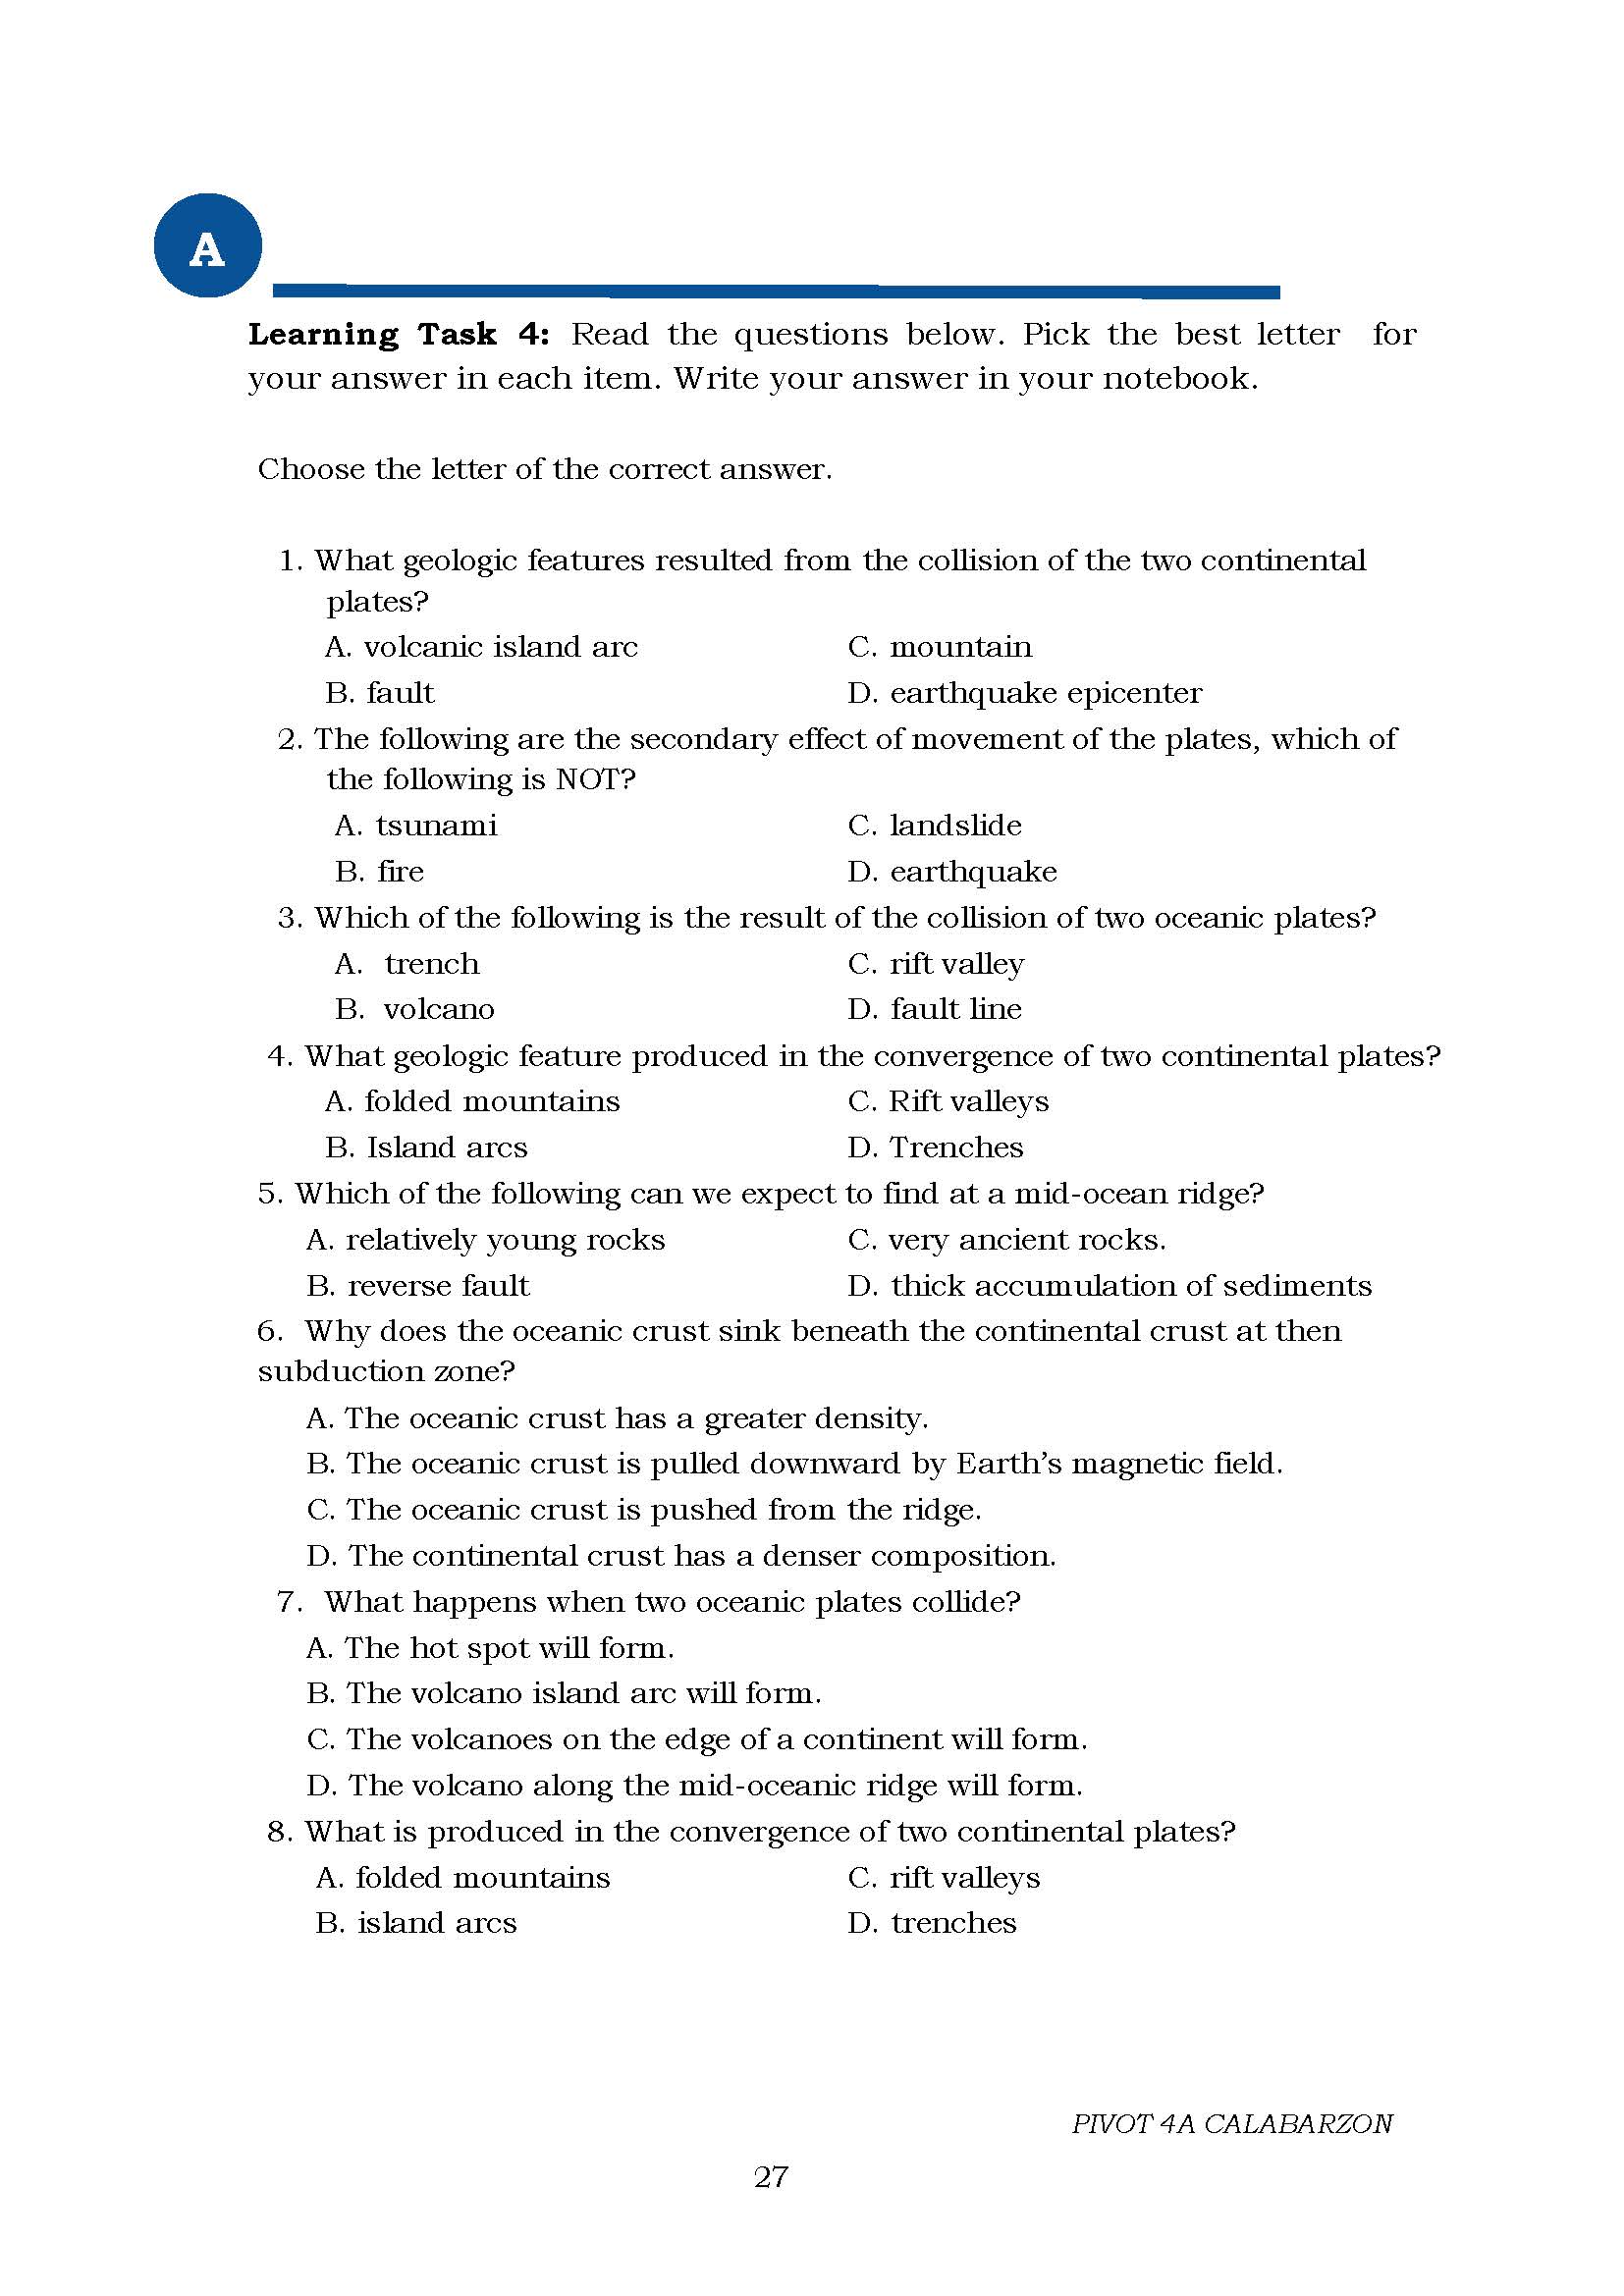 A
Learning Task 4: Read the questions below. Pick the best letter for
your answer in each item. Write your answer in your notebook.
Choose the letter of the correct answer.
1. What geologic features resulted from the collision of the two continental
plates?
A. volcanic island arc C. mountain
B. fault D. earthquake epicenter
2. The following are the secondary effect of movement of the plates, which of
the following is NOT?
A. tsunami C. landslide
B. fire D. earthquake
3. Which of the following is the result of the collision of two oceanic plates?
A. trench C. rift valley
B. volcano D. fault line
4. What geologic feature produced in the convergence of two continental plates?
A. folded mountains C. Rift valleys
B. Island arcs D. Trenches
5. Which of the following can we expect to find at a mid-ocean ridge?
A. relatively young rocks C. very ancient rocks.
B. reverse fault D. thick accumulation of sediments
6. Why does the oceanic crust sink beneath the continental crust at then
subduction zone?
A. The oceanic crust has a greater density.
B. The oceanic crust is pulled downward by Earth’s magnetic field.
C. The oceanic crust is pushed from the ridge.
D. The continental crust has a denser composition.
7. What happens when two oceanic plates collide?
A. The hot spot will form.
B. The volcano island arc will form.
C. The volcanoes on the edge of a continent will form.
D. The volcano along the mid-oceanic ridge will form.
8. What is produced in the convergence of two continental plates?
A. folded mountains C. rift valleys
B. island arcs D. trenches
PIVOT 4A CALABARZON
27